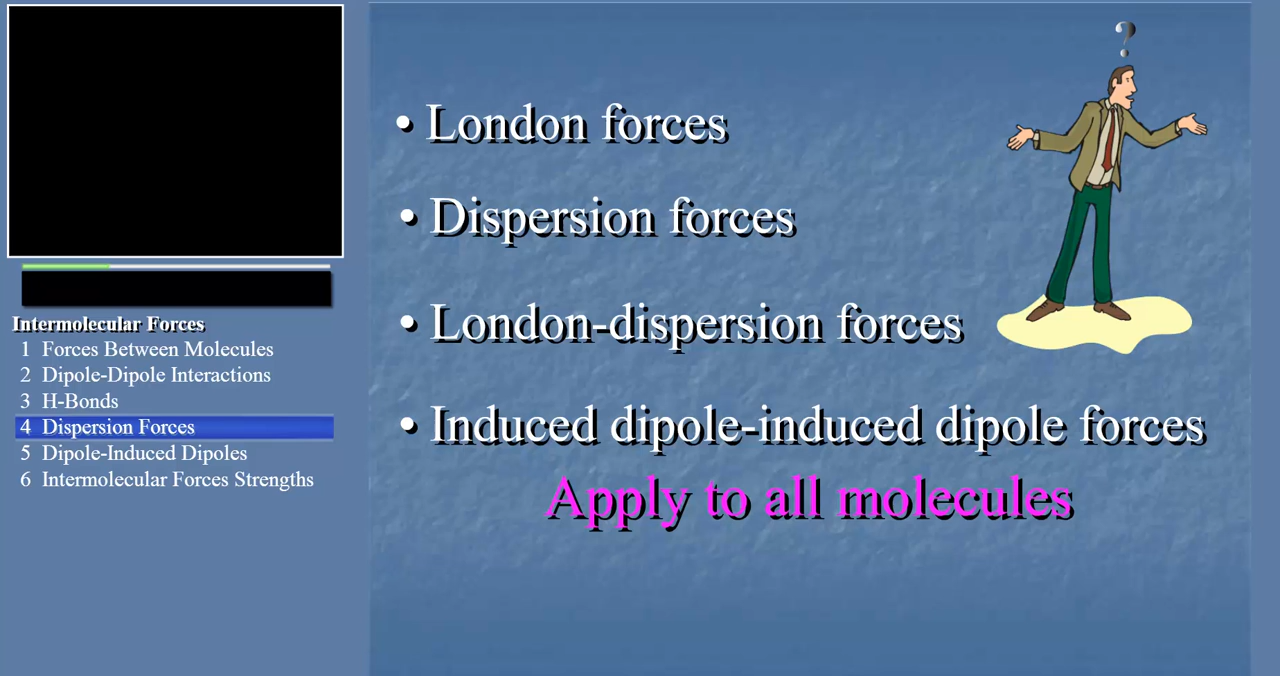 Intermolecular Forces
1 Forces Between Molecules
2 Dipole-Dipole Interactions
3 H-Bonds
4 Dispersion Forces
5 Dipole-Induced Dipoles
6 Intermolecular Forces Strengths
?
• London forces
• Dispersion forces
• London-dispersion forces
• Induced dipole-induced dipole forces
Apply to all molecules